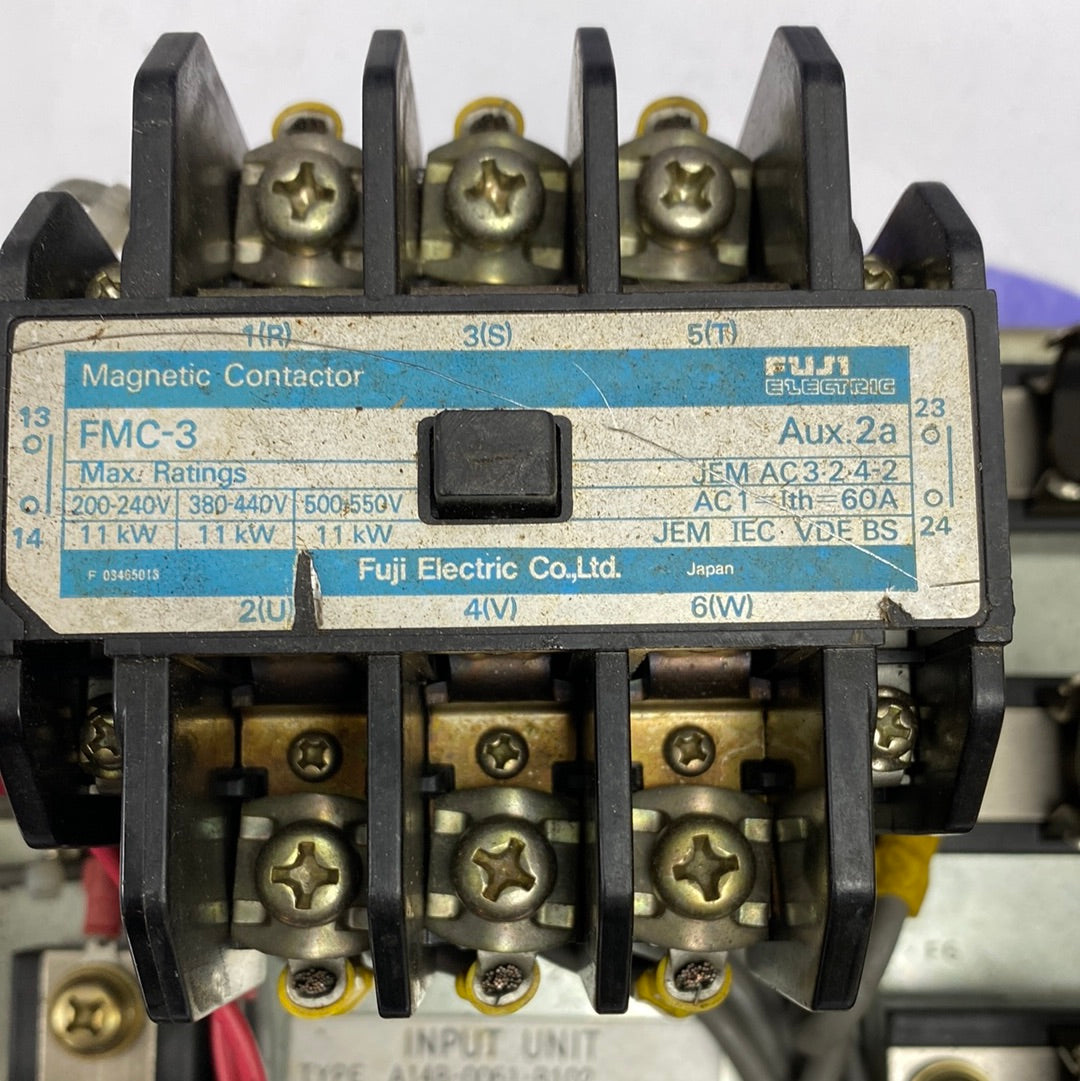 1(R) 3(S) 5(T)
Magnetic Contactor FUJI ELECTRIC
13 23
FMC-3 Aux.2a
Max. Ratings JEM AC3·2·4-2
200-240V 380-440V 500-550V AC1 = Ith = 60A
11 kW 11 kW 11 kW JEM IEC VDE BS
14 24
F 03465013 Fuji Electric Co.,Ltd. Japan
2(U) 4(V) 6(W)
E6
INPUT UNIT
TYPE